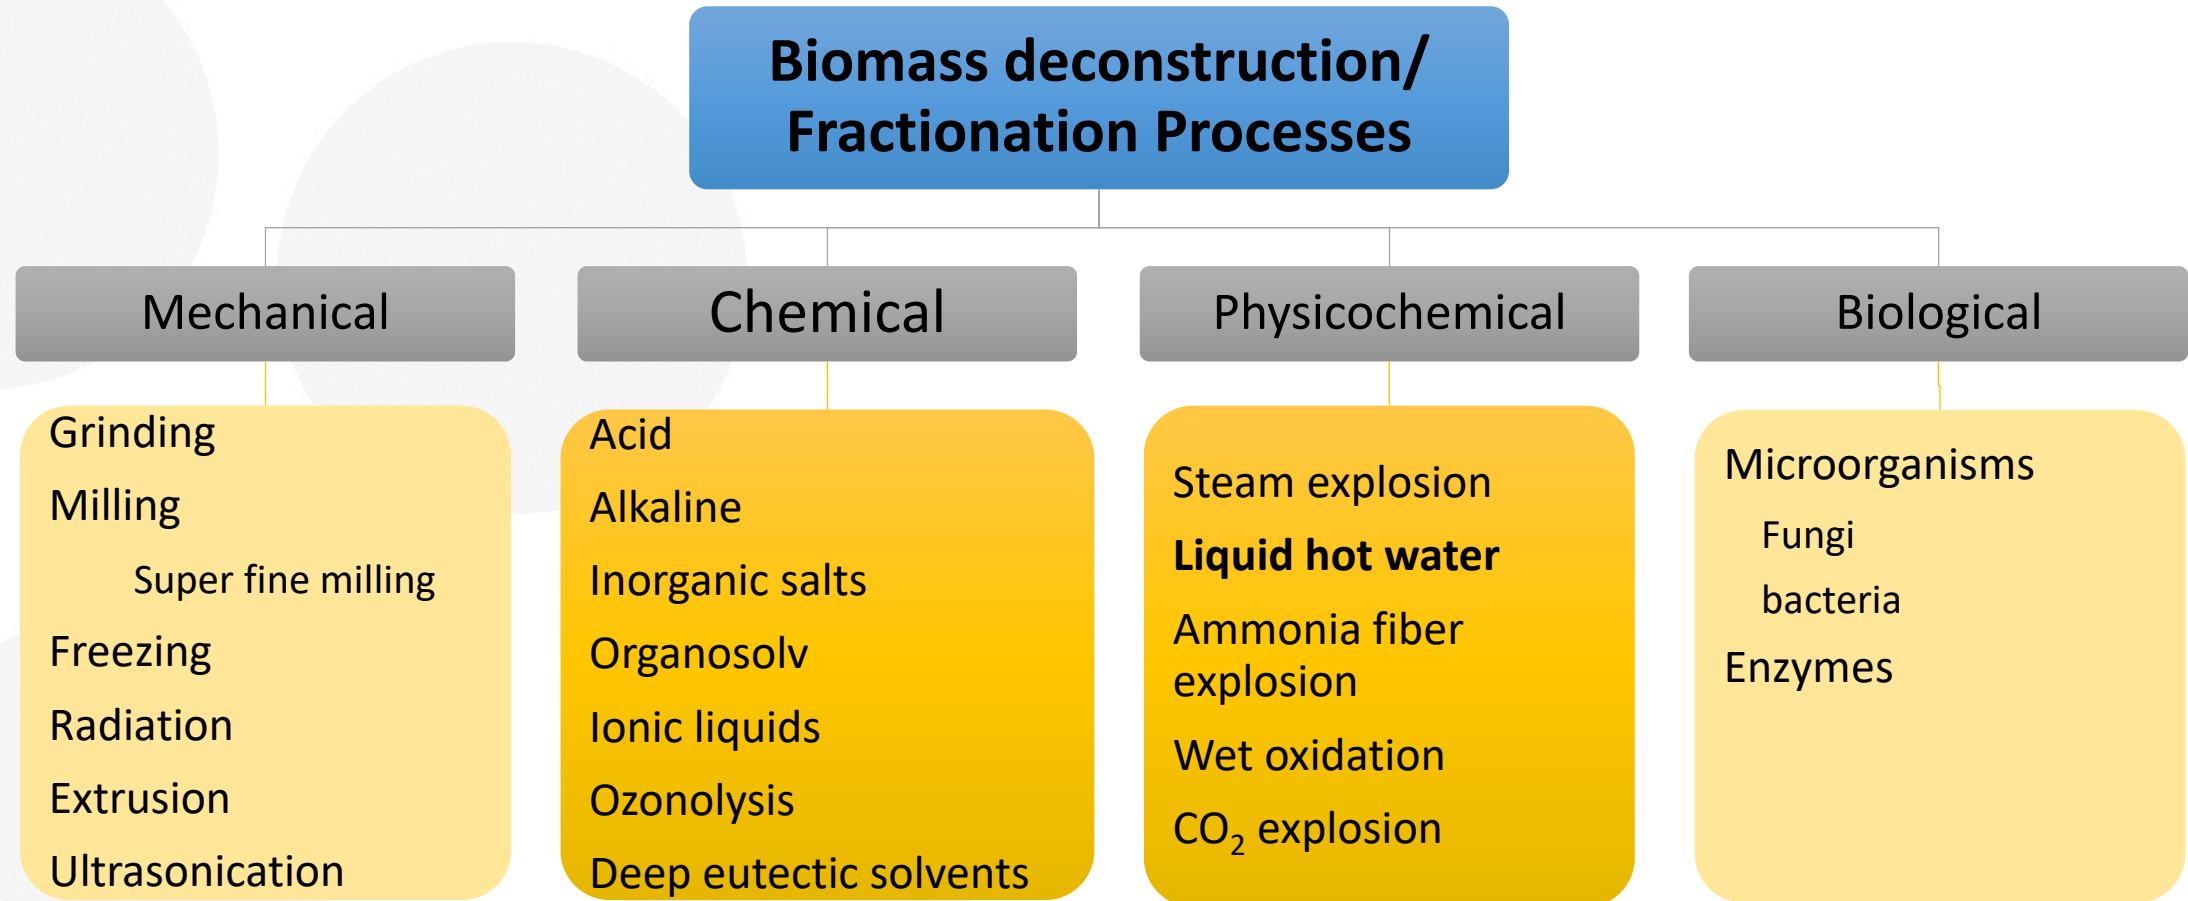 Biomass deconstruction/
Fractionation Processes
Mechanical
Grinding
Milling
Super fine milling
Freezing
Radiation
Extrusion
Ultrasonication
Chemical
Acid
Alkaline
Inorganic salts
Organosolv
Ionic liquids
Ozonolysis
Deep eutectic solvents
Physicochemical
Steam explosion
Liquid hot water
Ammonia fiber
explosion
Wet oxidation
CO₂ explosion
Biological
Microorganisms
Fungi
bacteria
Enzymes